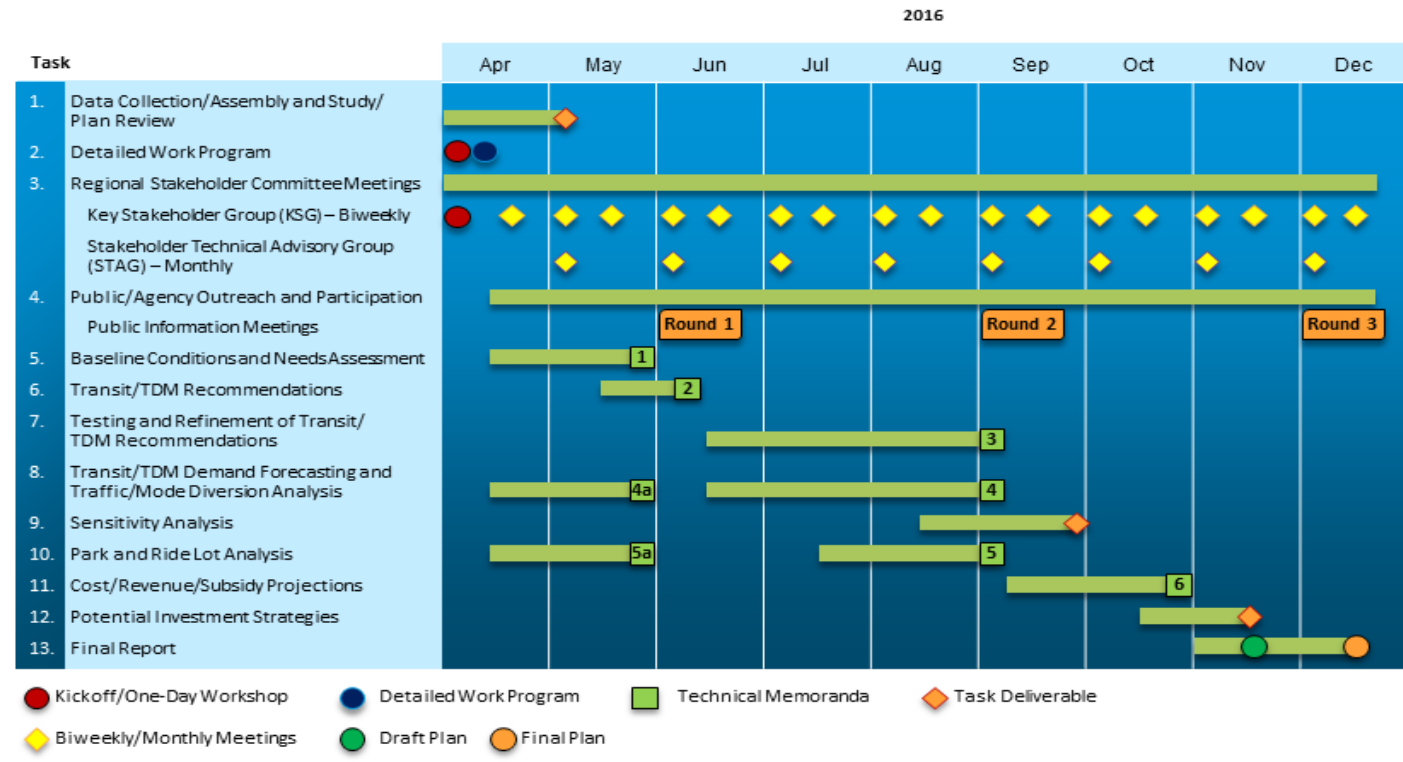 2016
Task
Apr May Jun Jul Aug Sep Oct Nov Dec
1. Data Collection/Assembly and Study/
Plan Review
2. Detailed Work Program
3. Regional Stakeholder Committee Meetings
Key Stakeholder Group (KSG) – Biweekly
Stakeholder Technical Advisory Group
(STAG) – Monthly
4. Public/Agency Outreach and Participation
Public Information Meetings Round 1 Round 2 Round 3
5. Baseline Conditions and Needs Assessment 1
6. Transit/TDM Recommendations 2
7. Testing and Refinement of Transit/
TDM Recommendations 3
8. Transit/TDM Demand Forecasting and
Traffic/Mode Diversion Analysis 4a 4
9. Sensitivity Analysis
10. Park and Ride Lot Analysis 5a 5
11. Cost/Revenue/Subsidy Projections 6
12. Potential Investment Strategies
13. Final Report
Kickoff/One-Day Workshop Detailed Work Program Technical Memoranda Task Deliverable
Biweekly/Monthly Meetings Draft Plan Final Plan